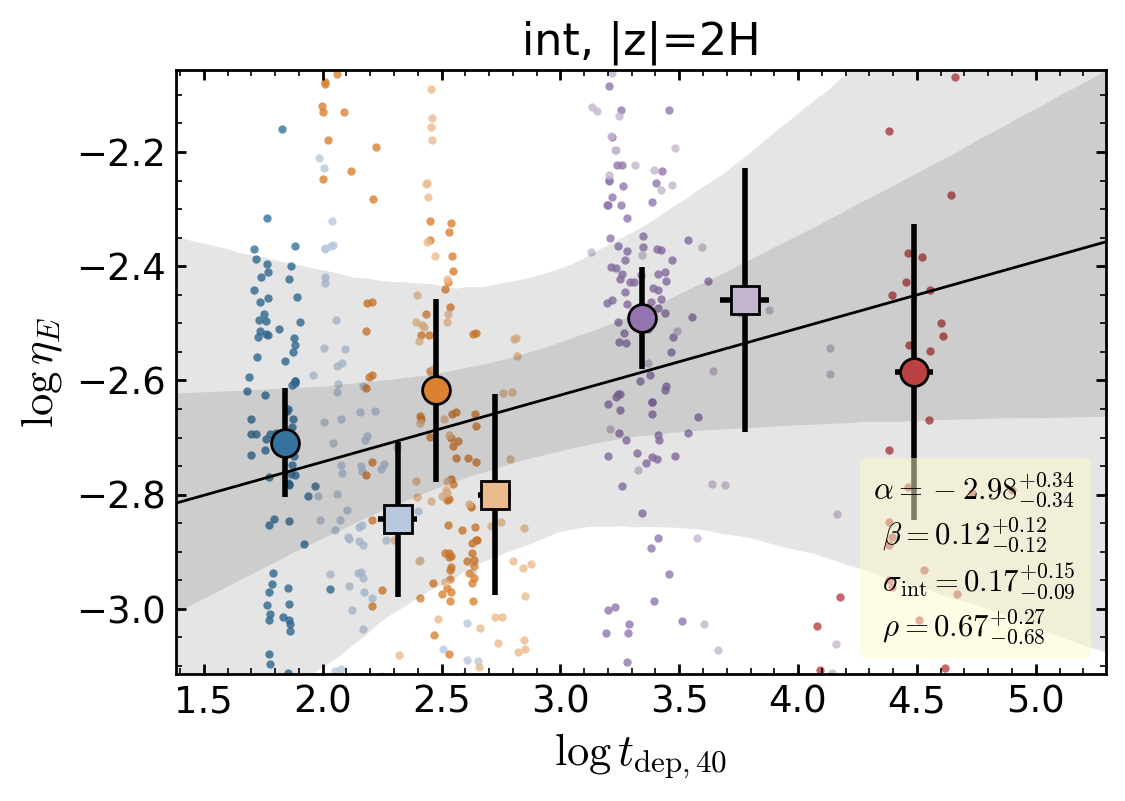 int, |z|=2H
log η_E
−2.2
−2.4
−2.6
−2.8
−3.0
α = −2.98^{+0.34}_{−0.34}
β = 0.12^{+0.12}_{−0.12}
σ_int = 0.17^{+0.15}_{−0.09}
ρ = 0.67^{+0.27}_{−0.68}
1.5 2.0 2.5 3.0 3.5 4.0 4.5 5.0
log t_{dep, 40}